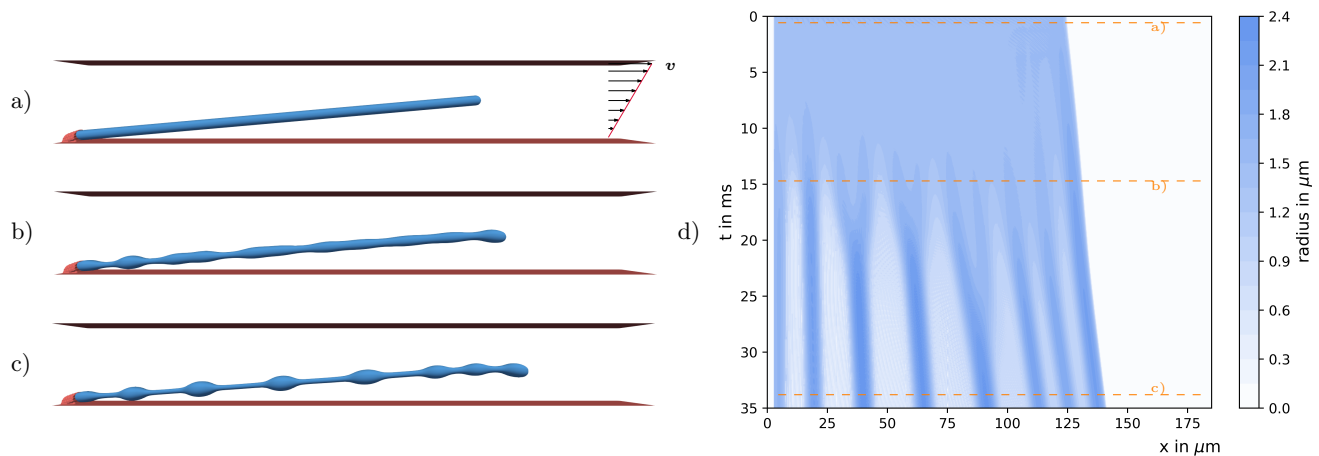 a)
v
b)
c)
d)
t in ms
0
5
10
15
20
25
30
35
a)
b)
c)
0 25 50 75 100 125 150 175
x in μm
2.4
2.1
1.8
1.5
1.2
0.9
0.6
0.3
0.0
radius in μm